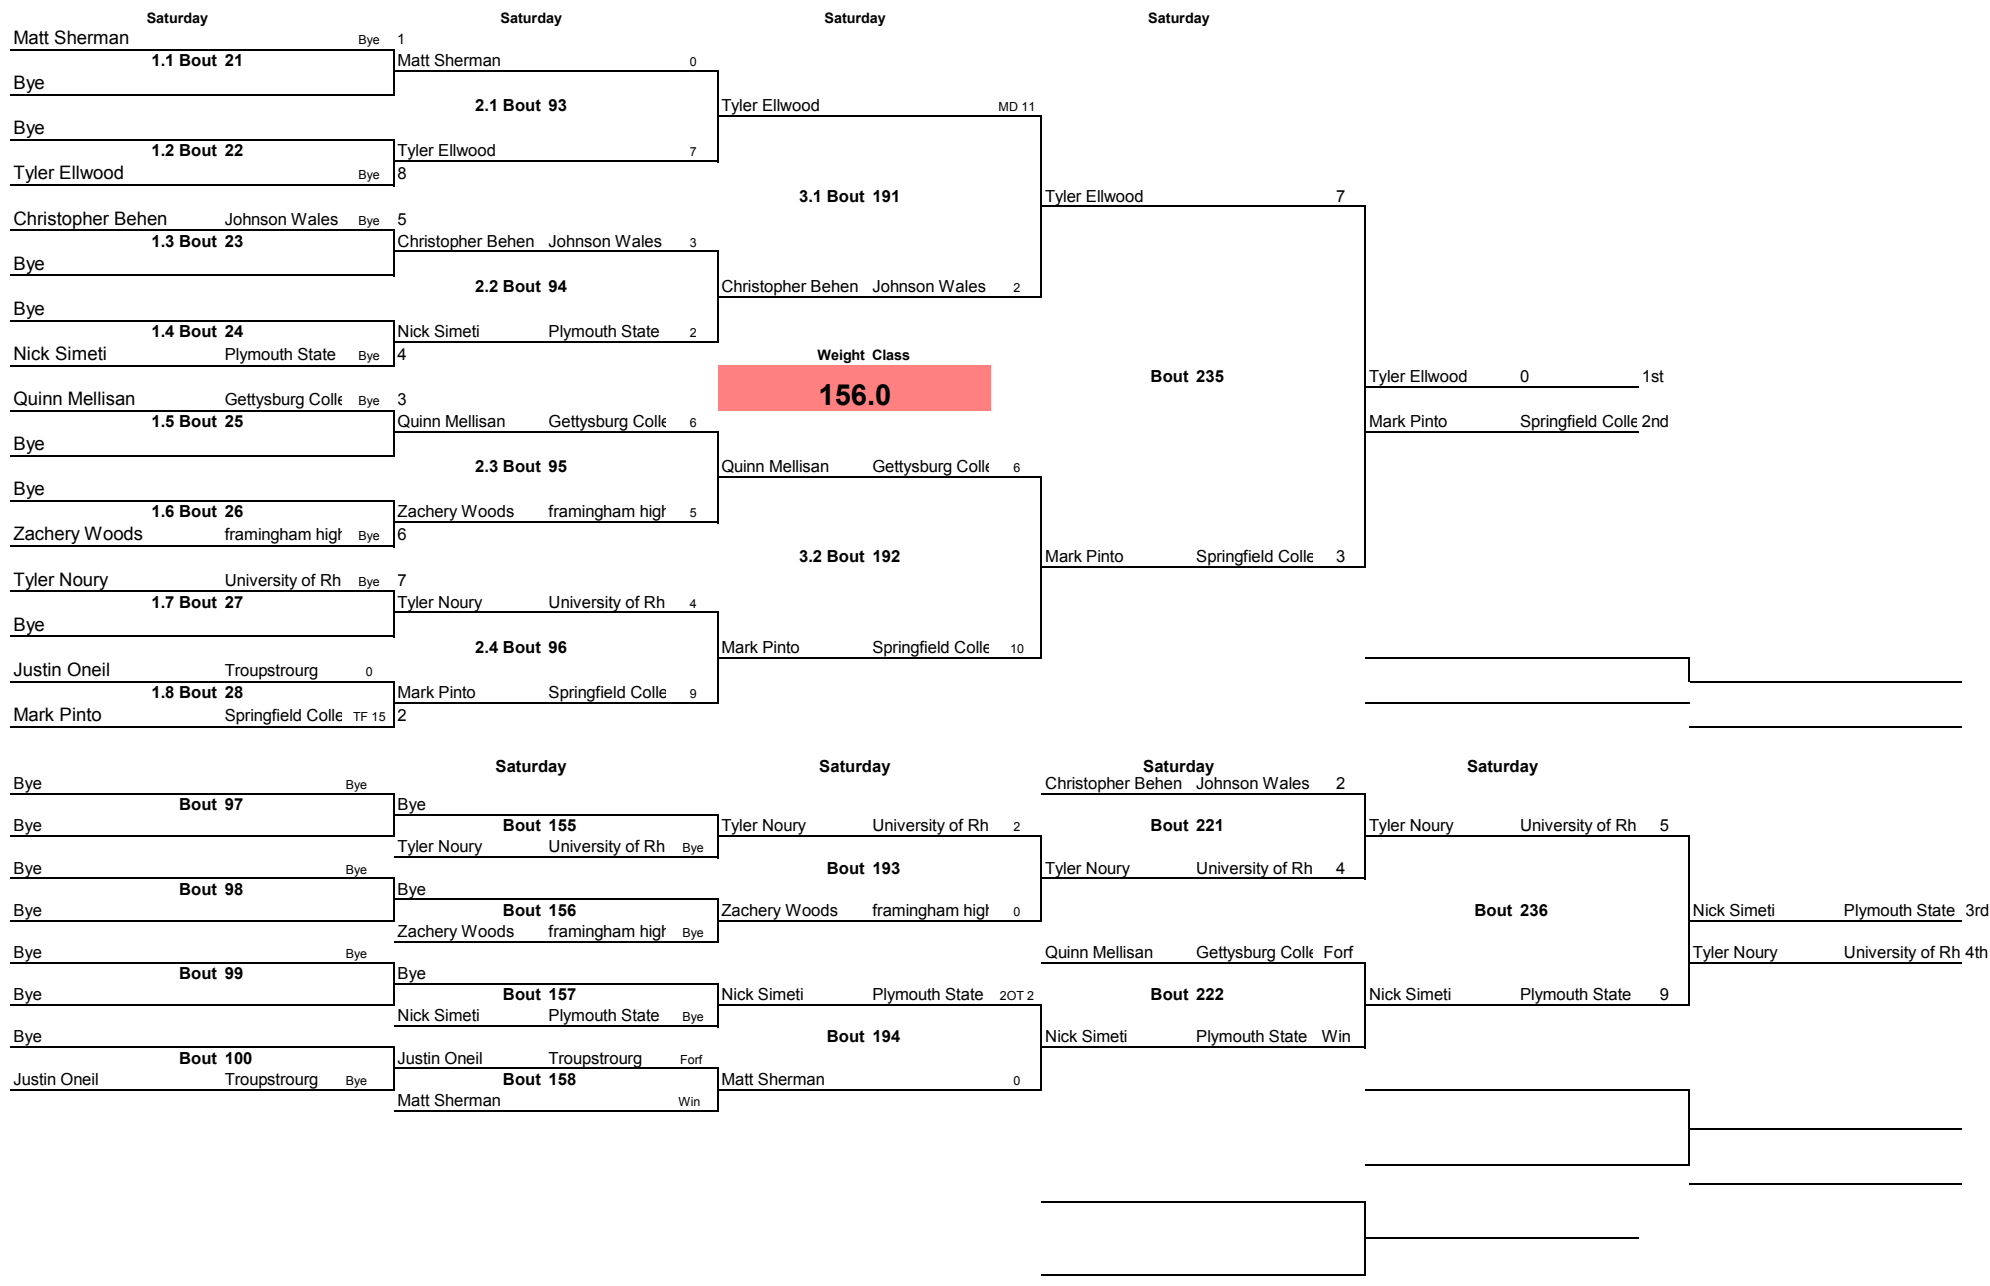 Saturday Saturday Saturday Saturday
Matt Sherman Bye 1
1.1 Bout 21 Matt Sherman 0
Bye
2.1 Bout 93 Tyler Ellwood MD 11
Bye
1.2 Bout 22 Tyler Ellwood 7
Tyler Ellwood Bye 8
3.1 Bout 191 Tyler Ellwood 7
Christopher Behen Johnson Wales Bye 5
1.3 Bout 23 Christopher Behen Johnson Wales 3
Bye
2.2 Bout 94 Christopher Behen Johnson Wales 2
Bye
1.4 Bout 24 Nick Simeti Plymouth State 2
Nick Simeti Plymouth State Bye 4 Weight Class
Bout 235 Tyler Ellwood 0 1st
156.0
Quinn Mellisan Gettysburg Colle Bye 3
1.5 Bout 25 Quinn Mellisan Gettysburg Colle 6 Mark Pinto Springfield Colle 2nd
Bye
2.3 Bout 95 Quinn Mellisan Gettysburg Colle 6
Bye
1.6 Bout 26 Zachery Woods framingham high 5
Zachery Woods framingham high Bye 6
3.2 Bout 192 Mark Pinto Springfield Colle 3
Tyler Noury University of Rh Bye 7
1.7 Bout 27 Tyler Noury University of Rh 4
Bye
2.4 Bout 96 Mark Pinto Springfield Colle 10
Justin Oneil Troupstrourg 0
1.8 Bout 28 Mark Pinto Springfield Colle 9
Mark Pinto Springfield Colle TF 15 2
Saturday Saturday Saturday Saturday
Bye Bye Christopher Behen Johnson Wales 2
Bout 97 Bye
Bye Bout 155 Tyler Noury University of Rh 2 Bout 221 Tyler Noury University of Rh 5
Tyler Noury University of Rh Bye
Bye Bye Bout 193 Tyler Noury University of Rh 4
Bout 98 Bye
Bye Bout 156 Zachery Woods framingham high 0 Bout 236 Nick Simeti Plymouth State 3rd
Zachery Woods framingham high Bye
Bye Bye Quinn Mellisan Gettysburg Colle Forf Tyler Noury University of Rh 4th
Bout 99 Bye
Bye Bout 157 Nick Simeti Plymouth State 2OT 2 Bout 222 Nick Simeti Plymouth State 9
Nick Simeti Plymouth State Bye
Bye Bout 194 Nick Simeti Plymouth State Win
Bout 100 Justin Oneil Troupstrourg Forf
Justin Oneil Troupstrourg Bye Bout 158 Matt Sherman 0
Matt Sherman Win